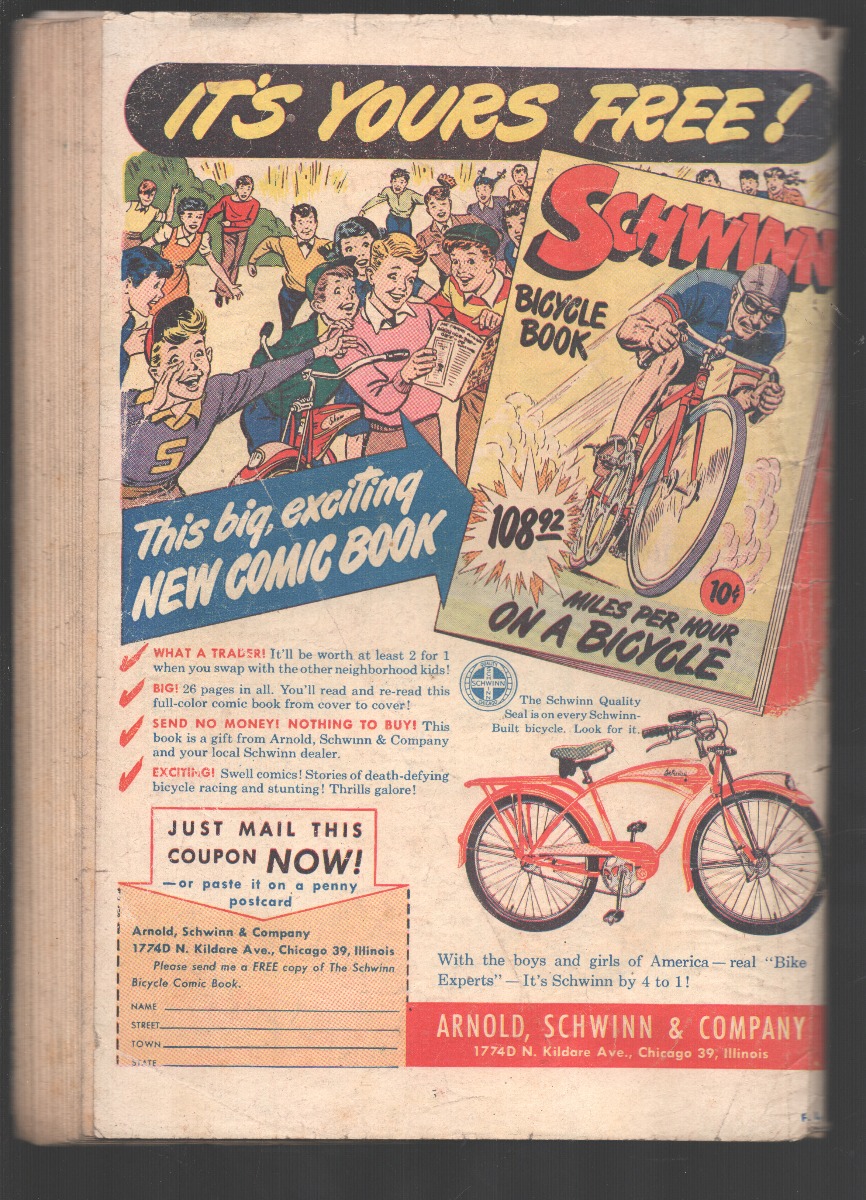 IT'S YOURS FREE!
SCHWINN
BICYCLE
BOOK
Schwinn
S
108 92
10¢
MILES PER HOUR
ON A BICYCLE
This big, exciting
NEW COMIC BOOK
WHAT A TRADER! It'll be worth at least 2 for 1
when you swap with the other neighborhood kids!
BIG! 26 pages in all. You'll read and re-read this
full-color comic book from cover to cover!
SEND NO MONEY! NOTHING TO BUY! This
book is a gift from Arnold, Schwinn & Company
and your local Schwinn dealer.
EXCITING! Swell comics! Stories of death-defying
bicycle racing and stunting! Thrills galore!
SCHWINN
The Schwinn Quality
Seal is on every Schwinn-
Built bicycle. Look for it.
Schwinn
JUST MAIL THIS
COUPON NOW!
—or paste it on a penny
postcard
Arnold, Schwinn & Company
1774D N. Kildare Ave., Chicago 39, Illinois
Please send me a FREE copy of The Schwinn
Bicycle Comic Book.
NAME
STREET
TOWN
STATE
With the boys and girls of America—real "Bike
Experts"—It's Schwinn by 4 to 1!
ARNOLD, SCHWINN & COMPANY
1774D N. Kildare Ave., Chicago 39, Illinois